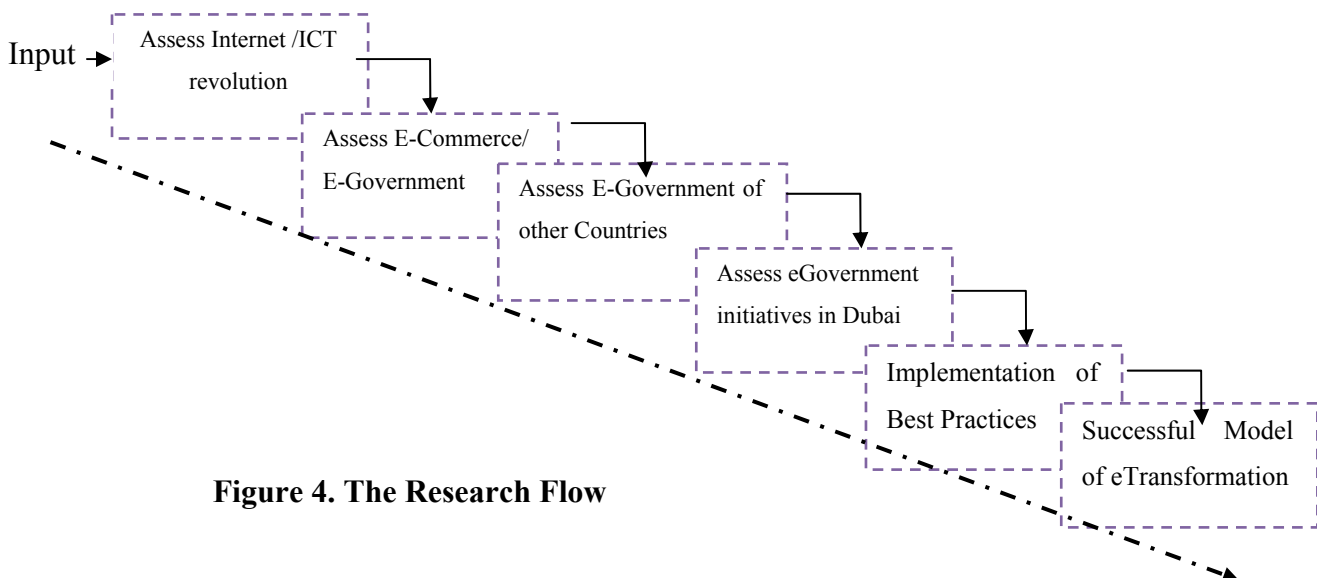 Input
Assess Internet /ICT
revolution
Assess E-Commerce/
E-Government
Assess E-Government of
other Countries
Assess eGovernment
initiatives in Dubai
Implementation of
Best Practices
Successful Model
of eTransformation
Figure 4. The Research Flow